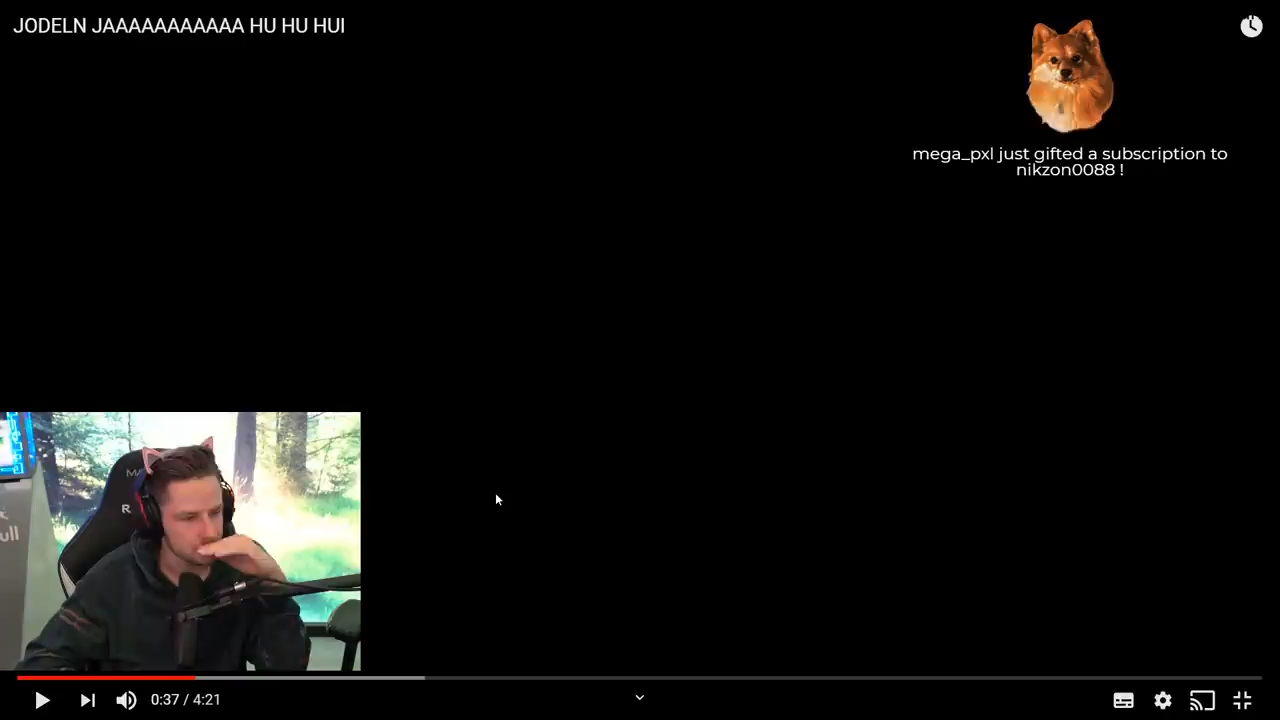 JODELN JAAAAAAAAAAA HU HU HUI
mega_pxl just gifted a subscription to
nikzon0088 !
R
0:37 / 4:21